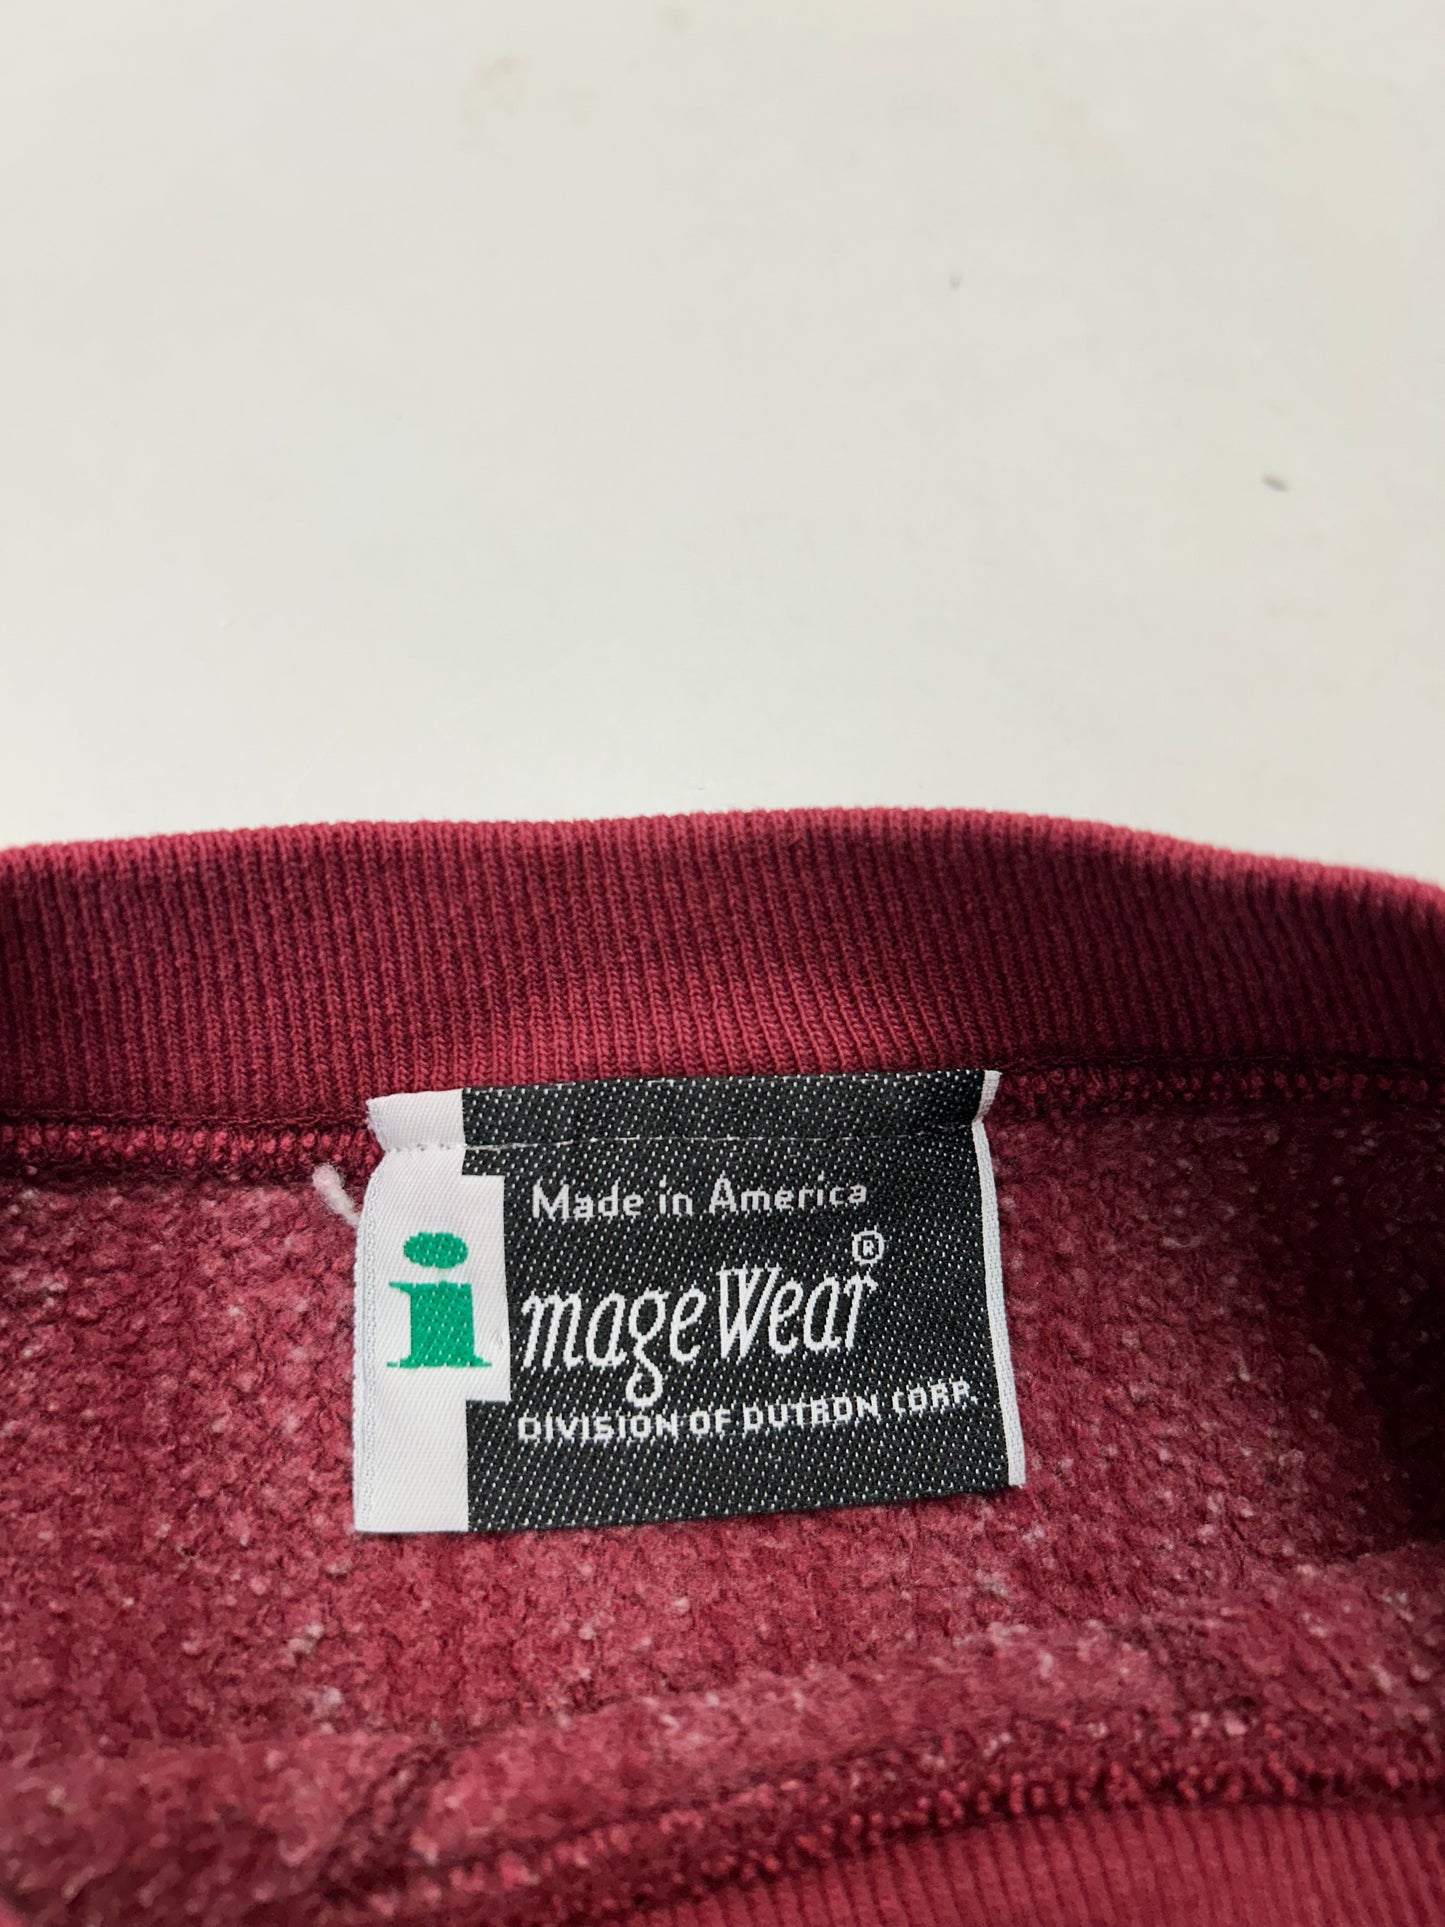 Made in America
imageWear®
DIVISION OF DUTRON CORP.